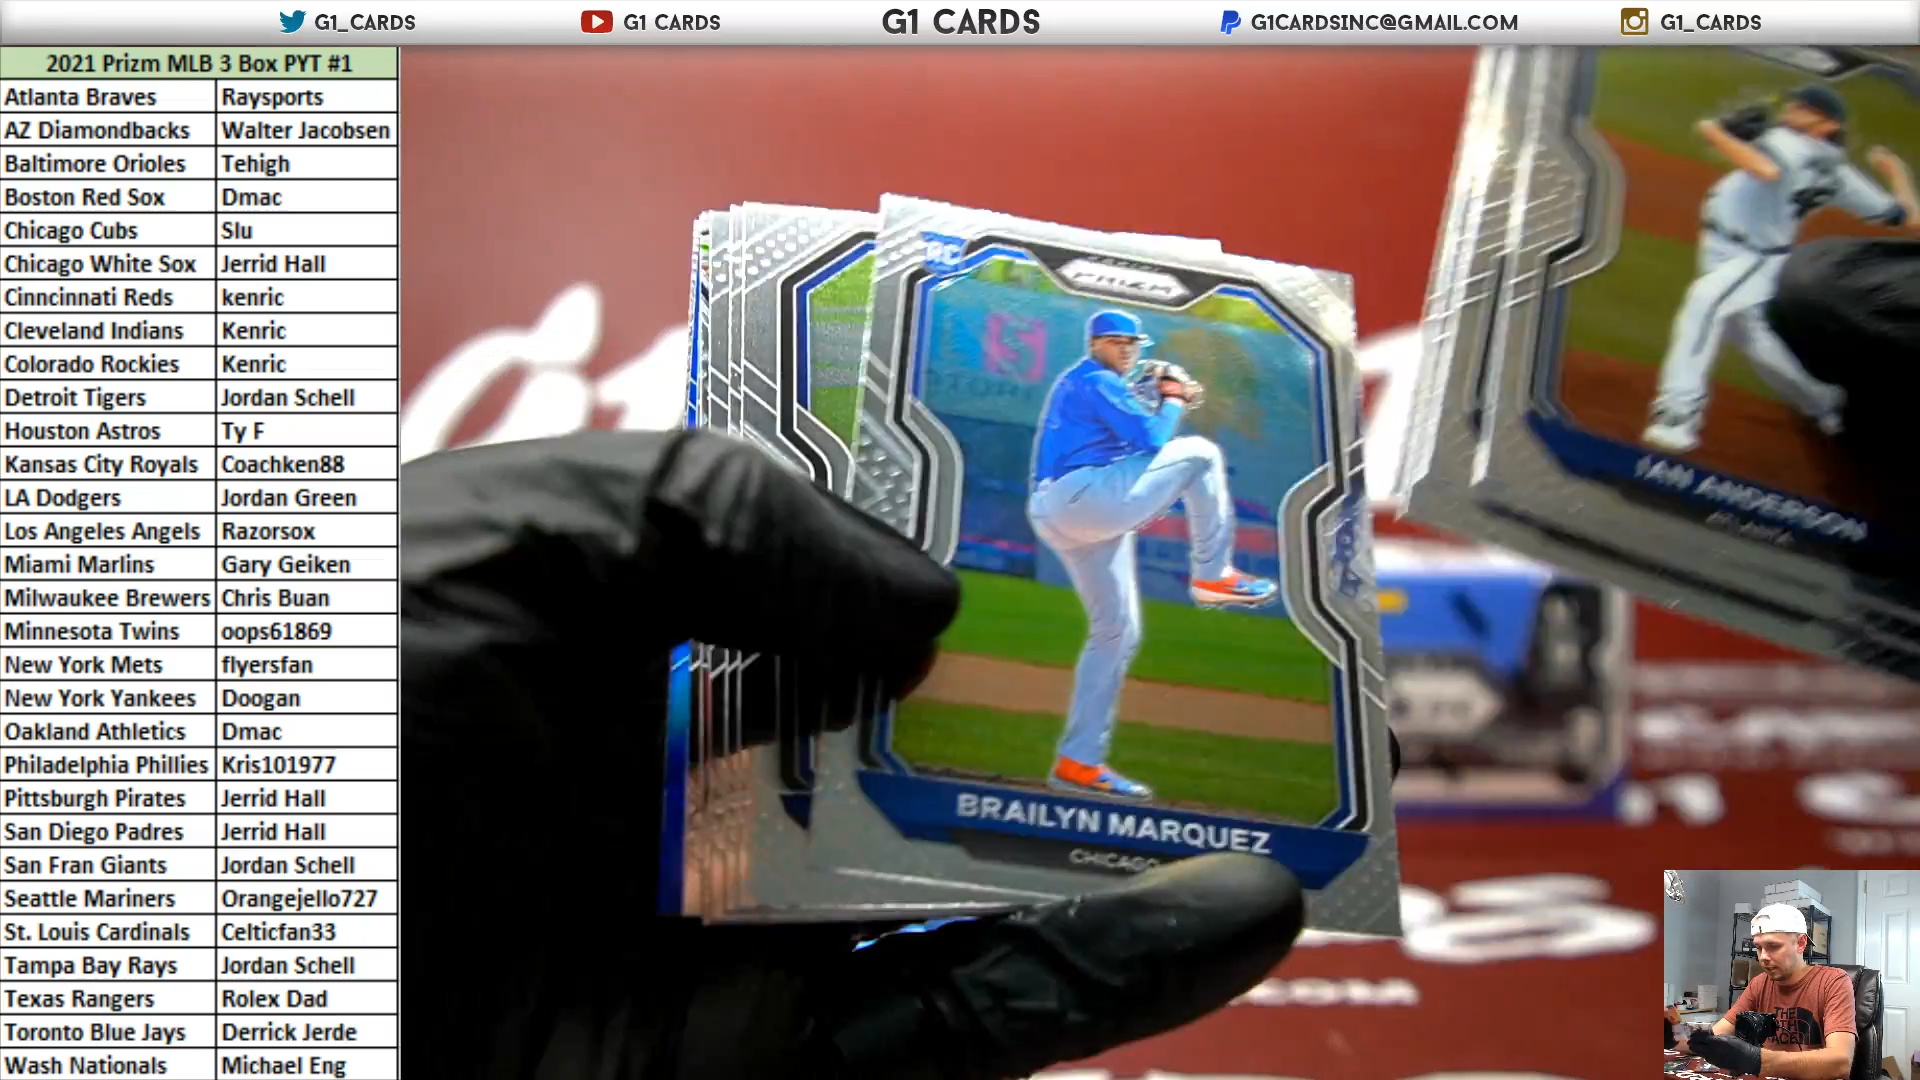 G1_CARDS G1 CARDS G1 CARDS G1CARDSINC@GMAIL.COM G1_CARDS
2021 Prizm MLB 3 Box PYT #1
Atlanta Braves Raysports
AZ Diamondbacks Walter Jacobsen
Baltimore Orioles Tehigh
Boston Red Sox Dmac
Chicago Cubs Slu
Chicago White Sox Jerrid Hall
Cinncinnati Reds kenric
Cleveland Indians Kenric
Colorado Rockies Kenric
Detroit Tigers Jordan Schell
Houston Astros Ty F
Kansas City Royals Coachken88
LA Dodgers Jordan Green
Los Angeles Angels Razorsox
Miami Marlins Gary Geiken
Milwaukee Brewers Chris Buan
Minnesota Twins oops61869
New York Mets flyersfan
New York Yankees Doogan
Oakland Athletics Dmac
Philadelphia Phillies Kris101977
Pittsburgh Pirates Jerrid Hall
San Diego Padres Jerrid Hall
San Fran Giants Jordan Schell
Seattle Mariners Orangejello727
St. Louis Cardinals Celticfan33
Tampa Bay Rays Jordan Schell
Texas Rangers Rolex Dad
Toronto Blue Jays Derrick Jerde
Wash Nationals Michael Eng
RC
PRIZM
BRAILYN MARQUEZ
CHICAGO
IAN ANDERSON
ATLANTA
THE